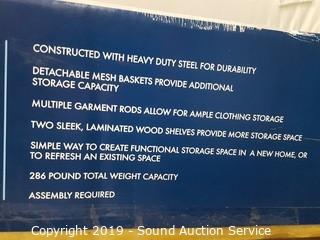 CONSTRUCTED WITH HEAVY DUTY STEEL FOR DURABILITY
DETACHABLE MESH BASKETS PROVIDE ADDITIONAL
STORAGE CAPACITY
MULTIPLE GARMENT RODS ALLOW FOR AMPLE CLOTHING STORAGE
TWO SLEEK, LAMINATED WOOD SHELVES PROVIDE MORE STORAGE SPACE
SIMPLE WAY TO CREATE FUNCTIONAL STORAGE SPACE IN A NEW HOME, OR
TO REFRESH AN EXISTING SPACE
286 POUND TOTAL WEIGHT CAPACITY
ASSEMBLY REQUIRED
Copyright 2019 - Sound Auction Service